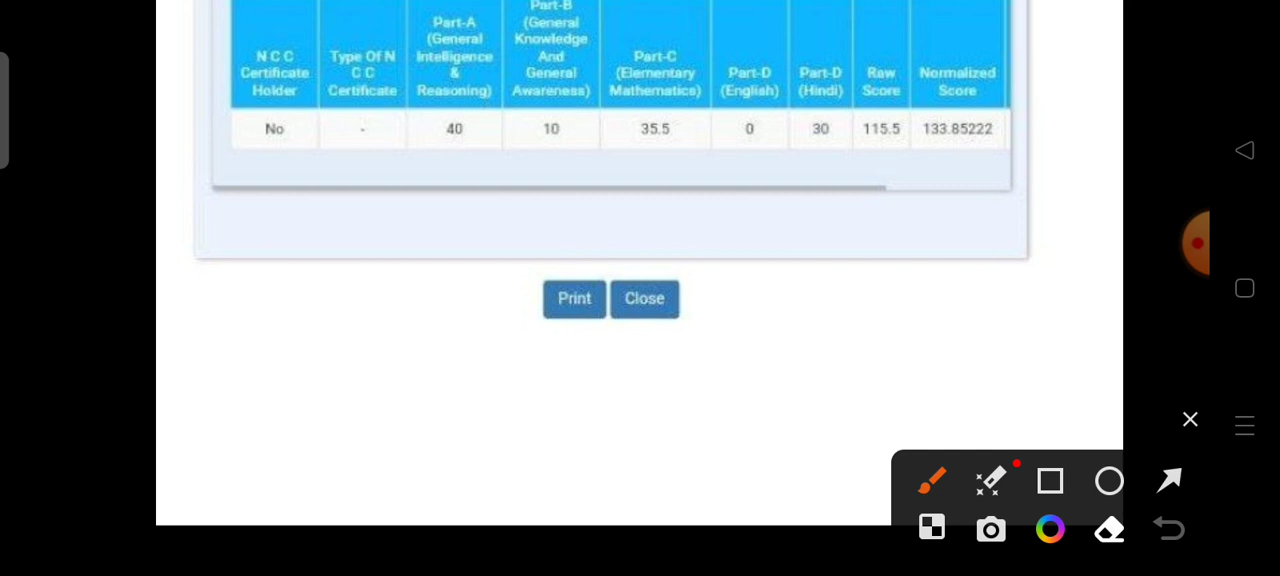 N C C Certificate Holder
Type Of N C C Certificate
Part-A (General Intelligence & Reasoning)
Part-B (General Knowledge And General Awareness)
Part-C (Elementary Mathematics)
Part-D (English)
Part-D (Hindi)
Raw Score
Normalized Score
No - 40 10 35.5 0 30 115.5 133.85222
Print Close